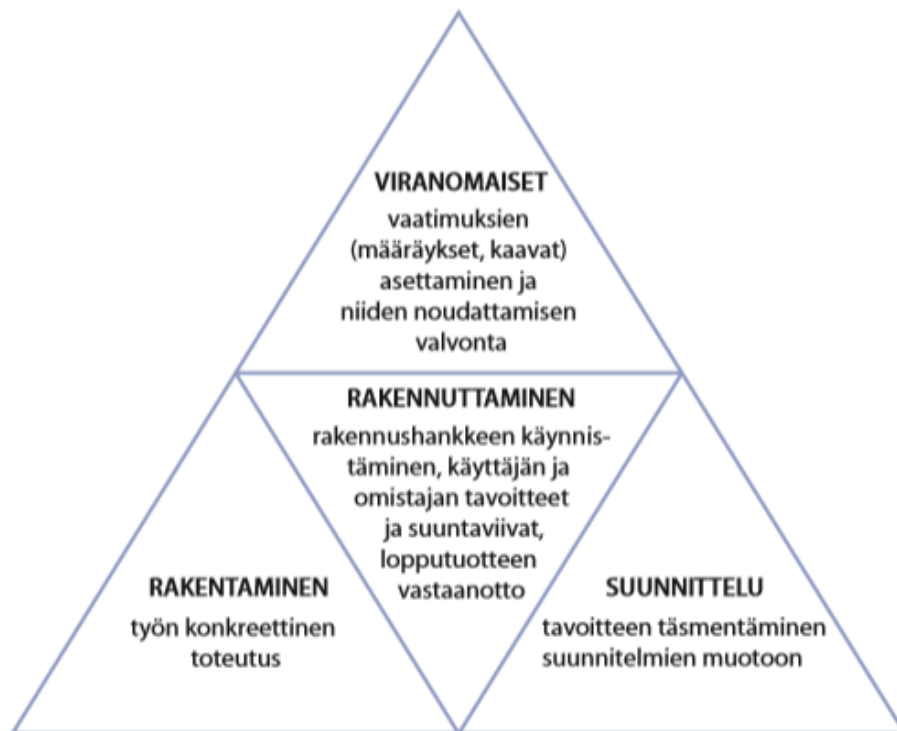 VIRANOMAISET
vaatimuksien
(määräykset, kaavat)
asettaminen ja
niiden noudattamisen
valvonta
RAKENNUTTAMINEN
rakennushankkeen käynnis-
täminen, käyttäjän ja
omistajan tavoitteet
ja suuntaviivat,
lopputuotteen
vastaanotto
RAKENTAMINEN
työn konkreettinen
toteutus
SUUNNITTELU
tavoitteen täsmentäminen
suunnitelmien muotoon